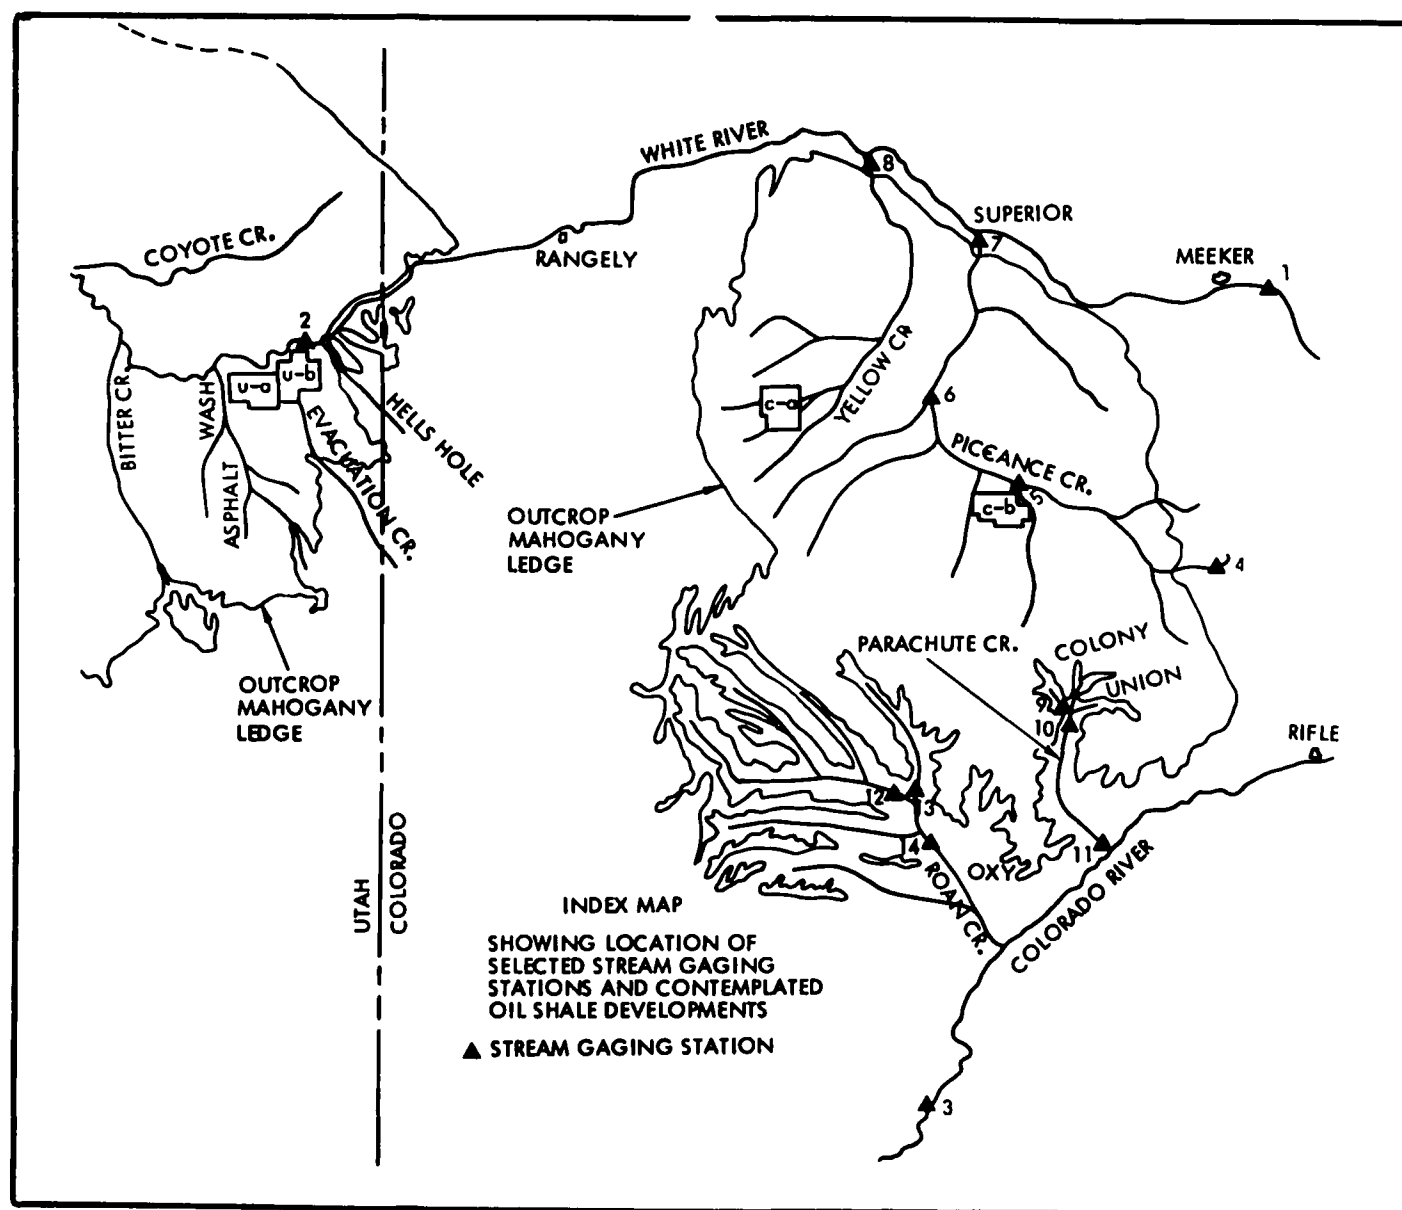 WHITE RIVER
8
SUPERIOR
7
MEEKER
1
COYOTE CR.
RANGELY
2
u-a
u-b
c-a
YELLOW CR
6
BITTER CR.
WASH
ASPHALT
EVACUATION CR.
HELLS HOLE
PICEANCE CR.
5
c-b
4
OUTCROP
MAHOGANY
LEDGE
OUTCROP
MAHOGANY
LEDGE
PARACHUTE CR.
COLONY
UNION
9
10
RIFLE
12
13
14
11
OXY
ROAN CR.
COLORADO RIVER
UTAH
COLORADO
INDEX MAP
SHOWING LOCATION OF
SELECTED STREAM GAGING
STATIONS AND CONTEMPLATED
OIL SHALE DEVELOPMENTS
STREAM GAGING STATION
3